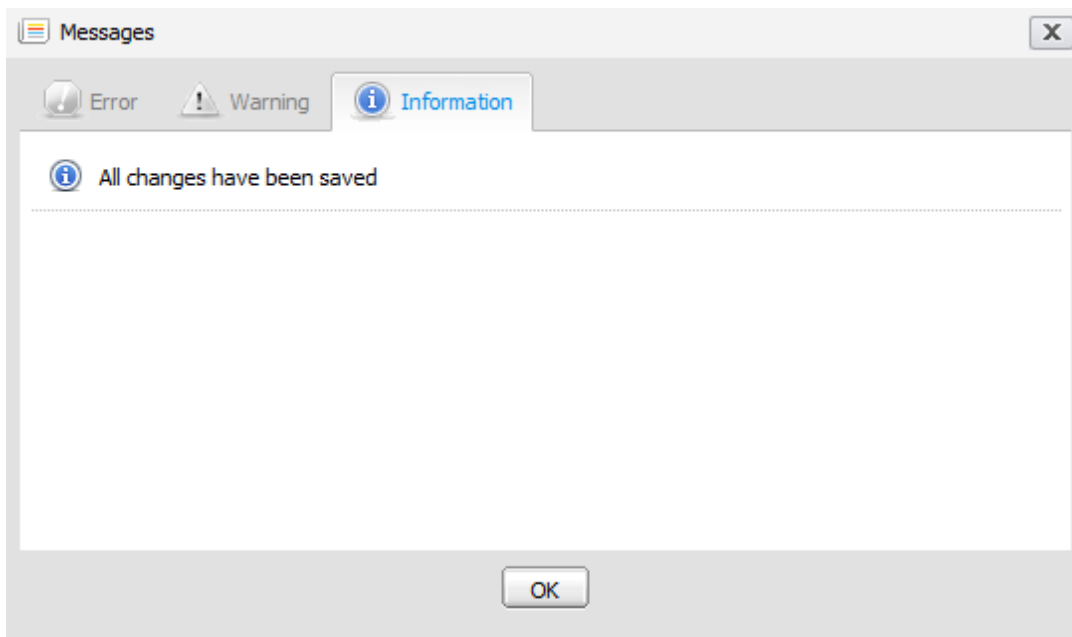 Messages
Error Warning Information
All changes have been saved
OK